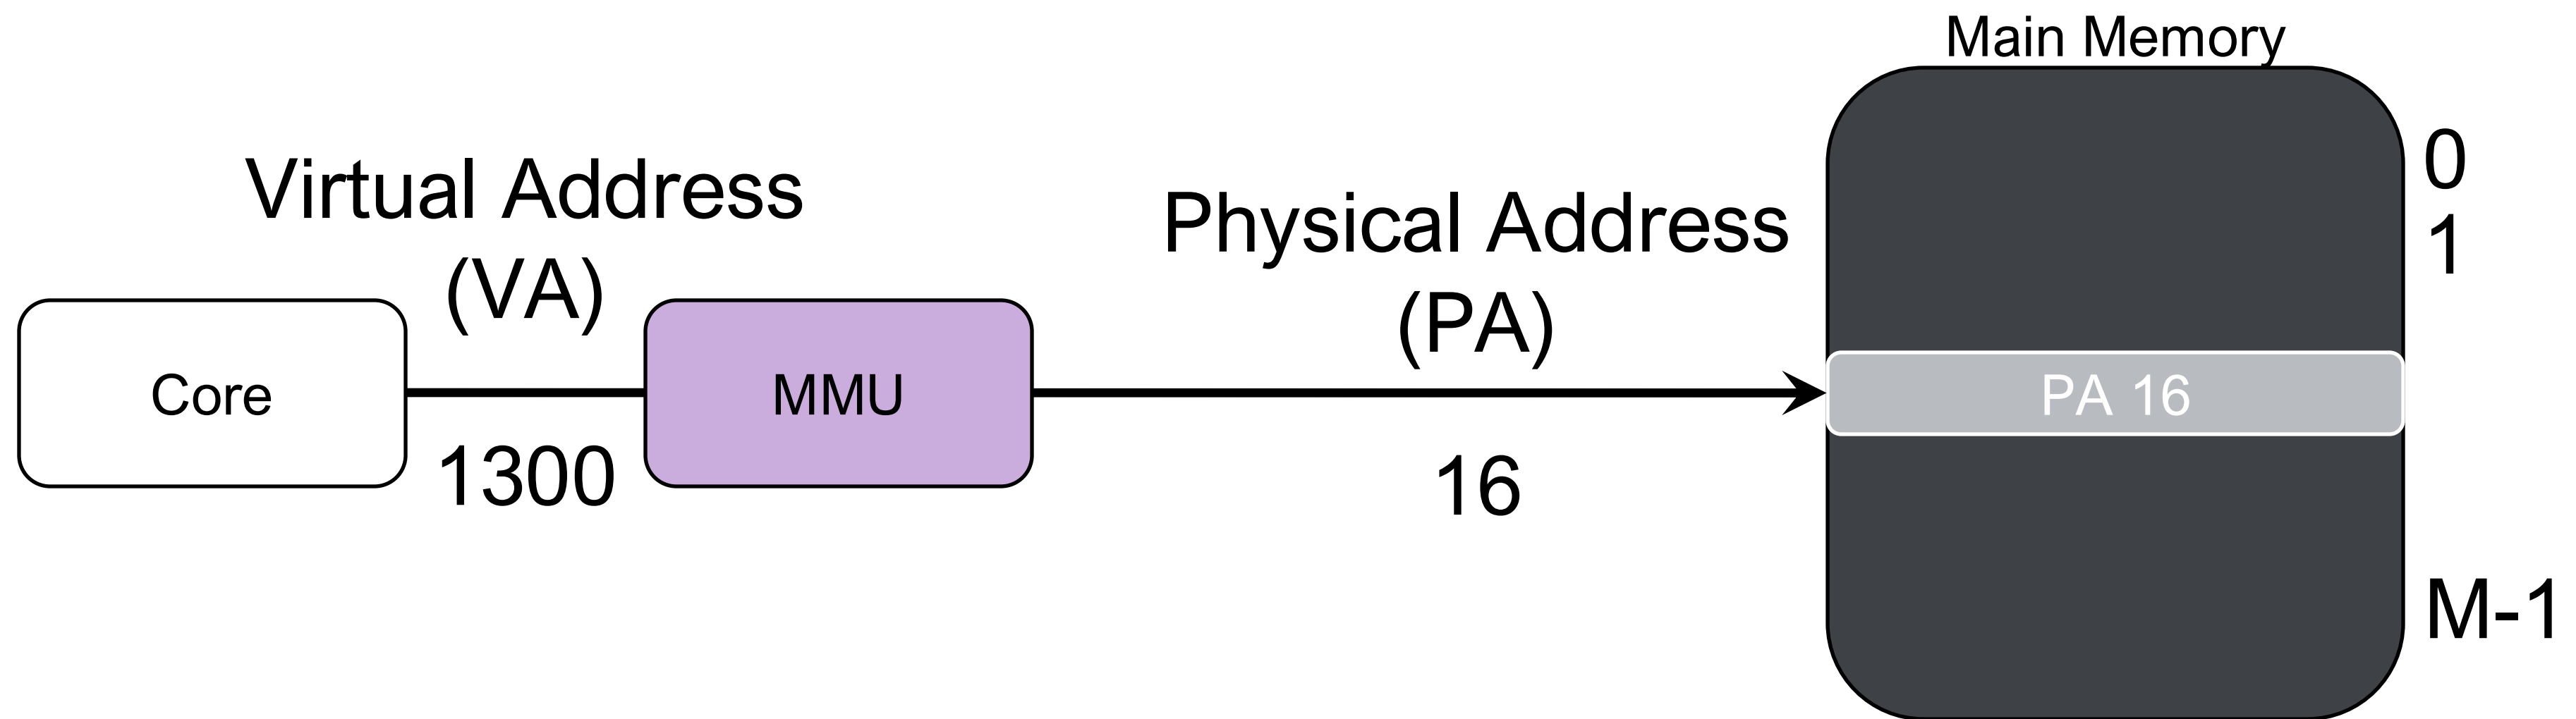 Main Memory
Virtual Address
(VA)
Physical Address
(PA)
0
1
Core
MMU
PA 16
1300
16
M-1